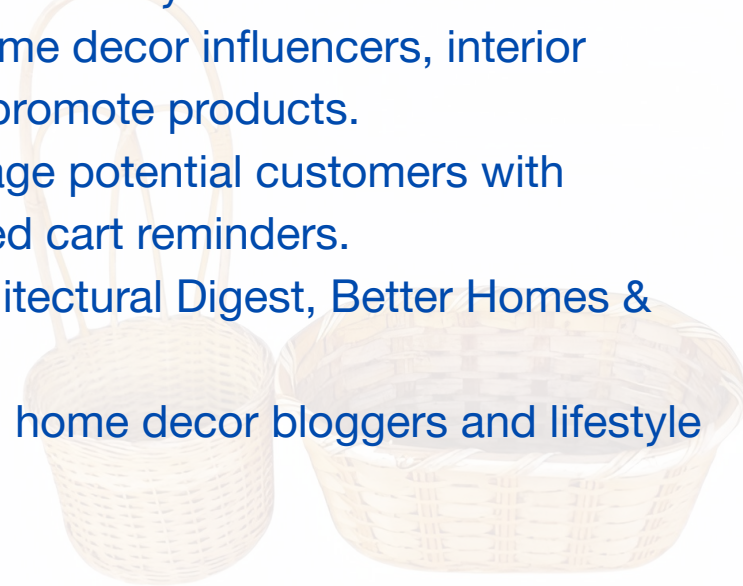 me decor influencers, interior
promote products.
age potential customers with
ed cart reminders.
itectural Digest, Better Homes &
home decor bloggers and lifestyle